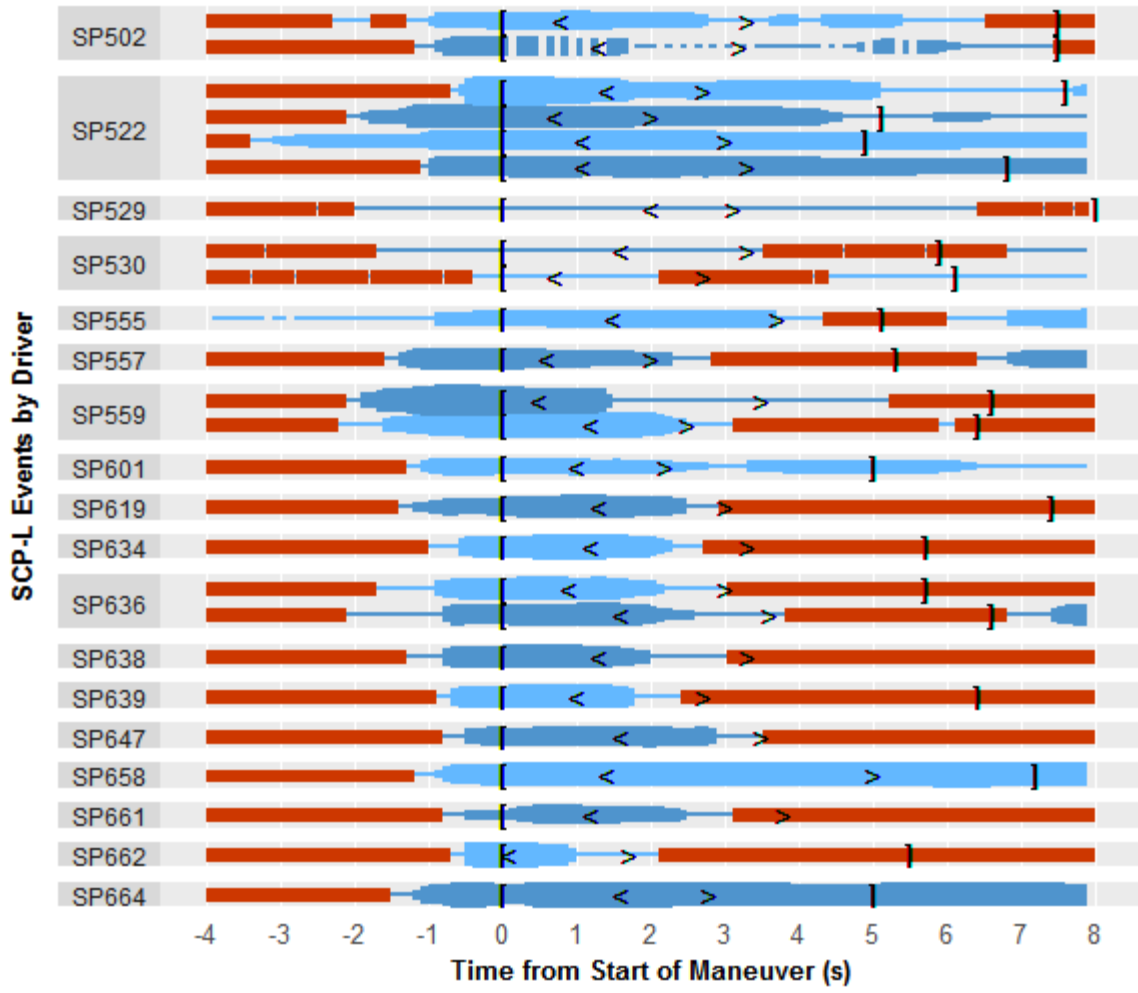 SCP-L Events by Driver
SP502
SP522
SP529
SP530
SP555
SP557
SP559
SP601
SP619
SP634
SP636
SP638
SP639
SP647
SP658
SP661
SP662
SP664
-4 -3 -2 -1 0 1 2 3 4 5 6 7 8
Time from Start of Maneuver (s)